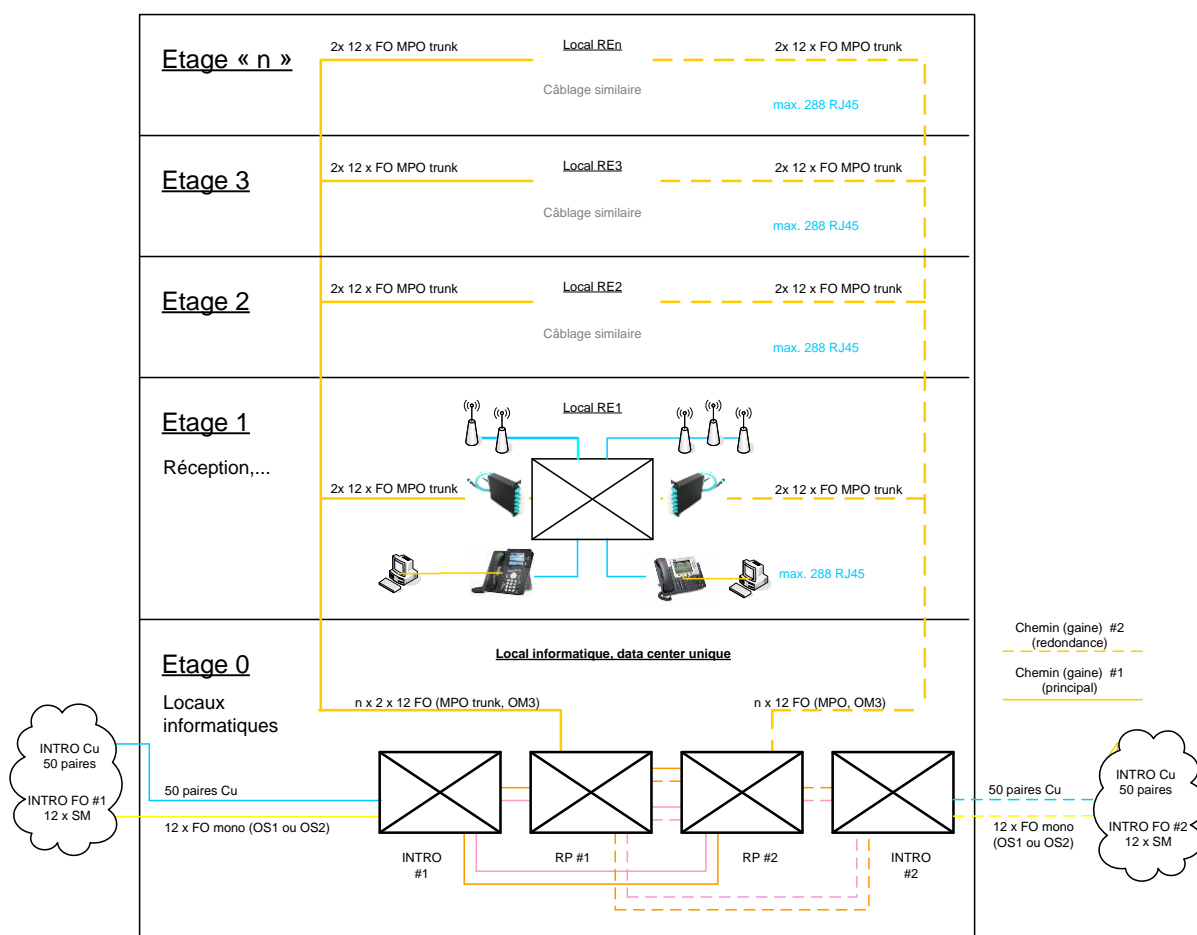 Etage « n »
2x 12 x FO MPO trunk
Local REn
2x 12 x FO MPO trunk
Câblage similaire
max. 288 RJ45
Etage 3
2x 12 x FO MPO trunk
Local RE3
2x 12 x FO MPO trunk
Câblage similaire
max. 288 RJ45
Etage 2
2x 12 x FO MPO trunk
Local RE2
2x 12 x FO MPO trunk
Câblage similaire
max. 288 RJ45
Etage 1
Réception,...
Local RE1
2x 12 x FO MPO trunk
2x 12 x FO MPO trunk
max. 288 RJ45
Etage 0
Locaux
informatiques
Local informatique, data center unique
n x 2 x 12 FO (MPO trunk, OM3)
n x 12 FO (MPO, OM3)
Chemin (gaine) #2
(redondance)
Chemin (gaine) #1
(principal)
INTRO Cu
50 paires
INTRO FO #1
12 x SM
50 paires Cu
12 x FO mono (OS1 ou OS2)
INTRO
#1
RP #1
RP #2
INTRO
#2
50 paires Cu
12 x FO mono
(OS1 ou OS2)
INTRO Cu
50 paires
INTRO FO #2
12 x SM